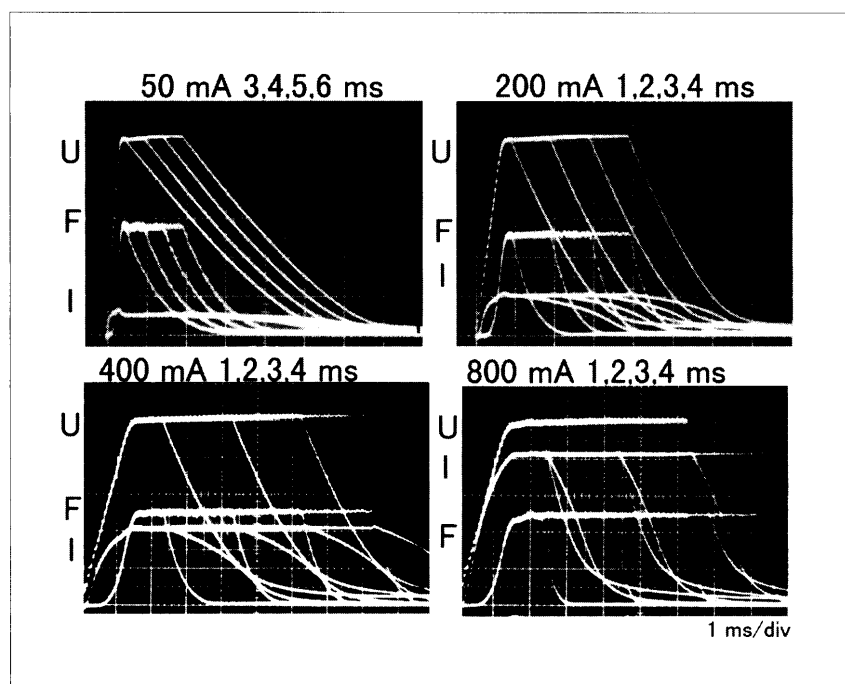 50 mA 3,4,5,6 ms
200 mA 1,2,3,4 ms
U
F
I
U
F
I
400 mA 1,2,3,4 ms
800 mA 1,2,3,4 ms
U
F
I
U
I
F
1 ms/div